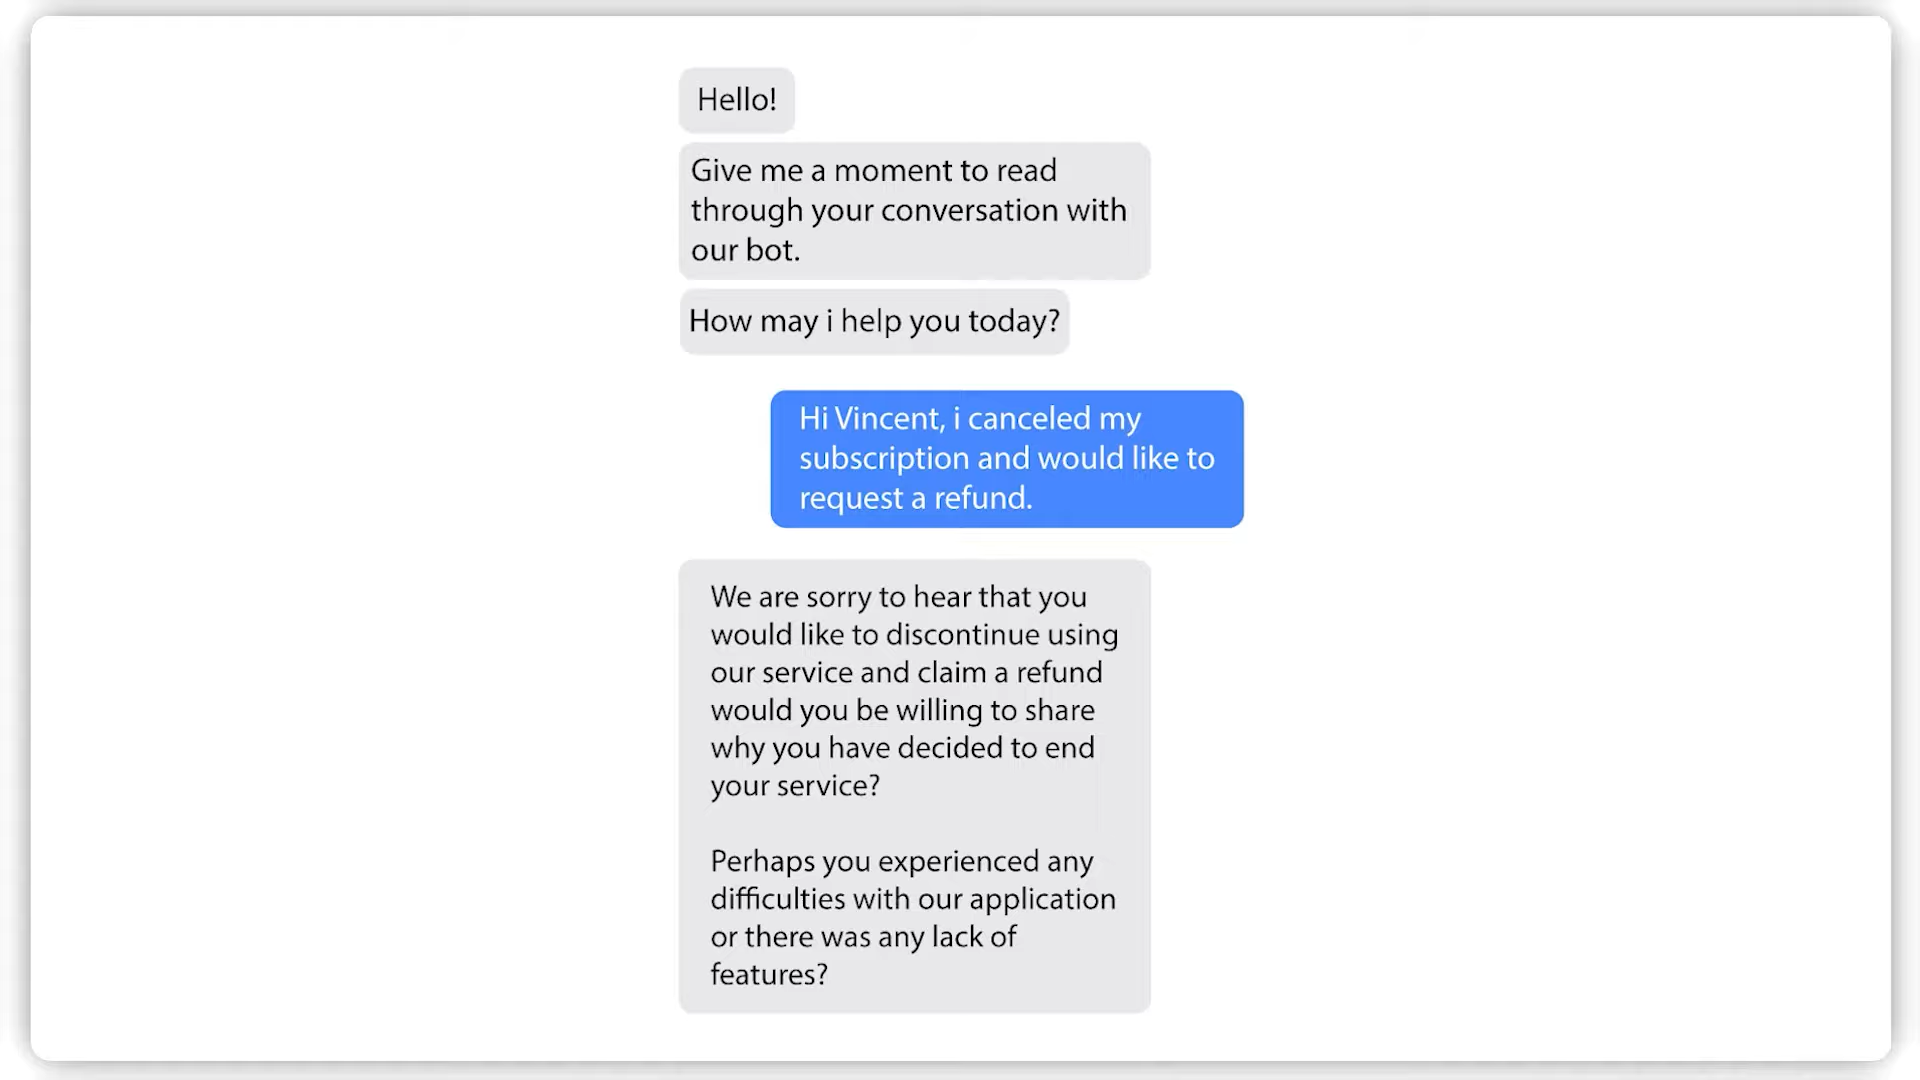 Hello!
Give me a moment to read
through your conversation with
our bot.
How may i help you today?
Hi Vincent, i canceled my
subscription and would like to
request a refund.
We are sorry to hear that you
would like to discontinue using
our service and claim a refund
would you be willing to share
why you have decided to end
your service?
Perhaps you experienced any
difficulties with our application
or there was any lack of
features?